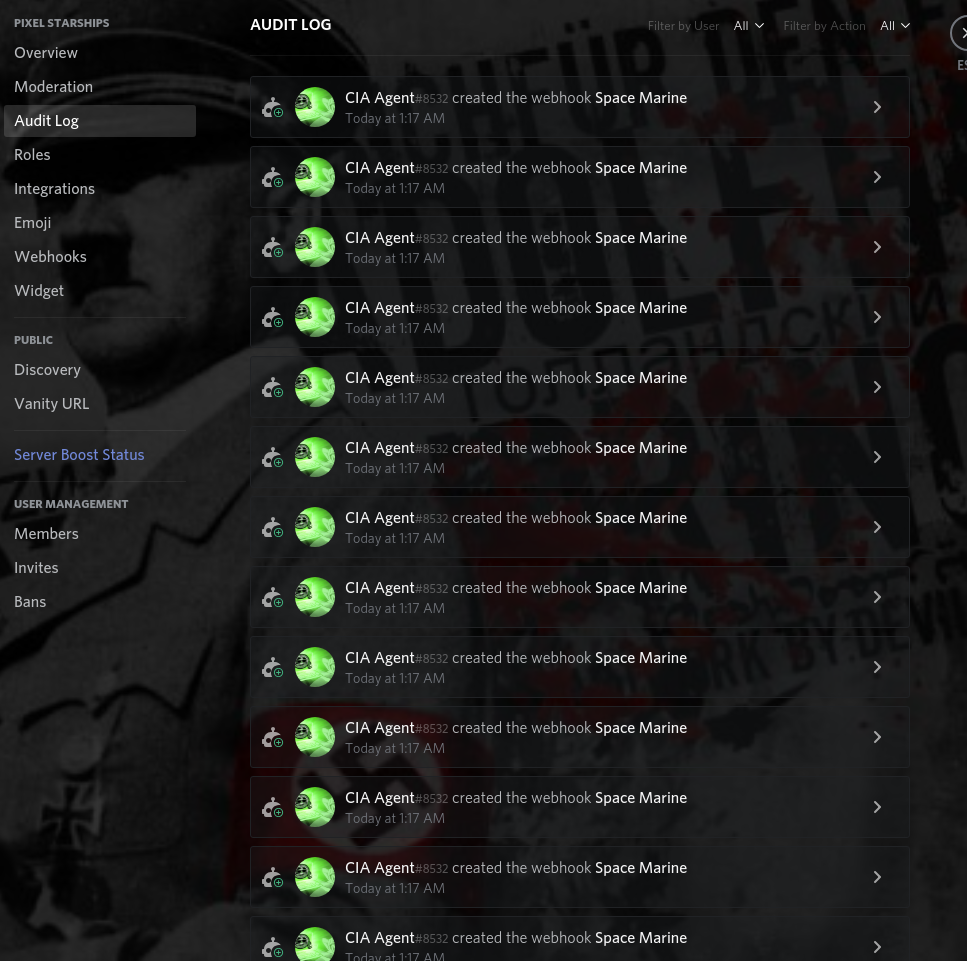 PIXEL STARSHIPS
Overview
Moderation
Audit Log
Roles
Integrations
Emoji
Webhooks
Widget
PUBLIC
Discovery
Vanity URL
Server Boost Status
USER MANAGEMENT
Members
Invites
Bans
AUDIT LOG
Filter by User All Filter by Action All
CIA Agent#8532 created the webhook Space Marine
Today at 1:17 AM
CIA Agent#8532 created the webhook Space Marine
Today at 1:17 AM
CIA Agent#8532 created the webhook Space Marine
Today at 1:17 AM
CIA Agent#8532 created the webhook Space Marine
Today at 1:17 AM
CIA Agent#8532 created the webhook Space Marine
Today at 1:17 AM
CIA Agent#8532 created the webhook Space Marine
Today at 1:17 AM
CIA Agent#8532 created the webhook Space Marine
Today at 1:17 AM
CIA Agent#8532 created the webhook Space Marine
Today at 1:17 AM
CIA Agent#8532 created the webhook Space Marine
Today at 1:17 AM
CIA Agent#8532 created the webhook Space Marine
Today at 1:17 AM
CIA Agent#8532 created the webhook Space Marine
Today at 1:17 AM
CIA Agent#8532 created the webhook Space Marine
Today at 1:17 AM
CIA Agent#8532 created the webhook Space Marine
Today at 1:17 AM